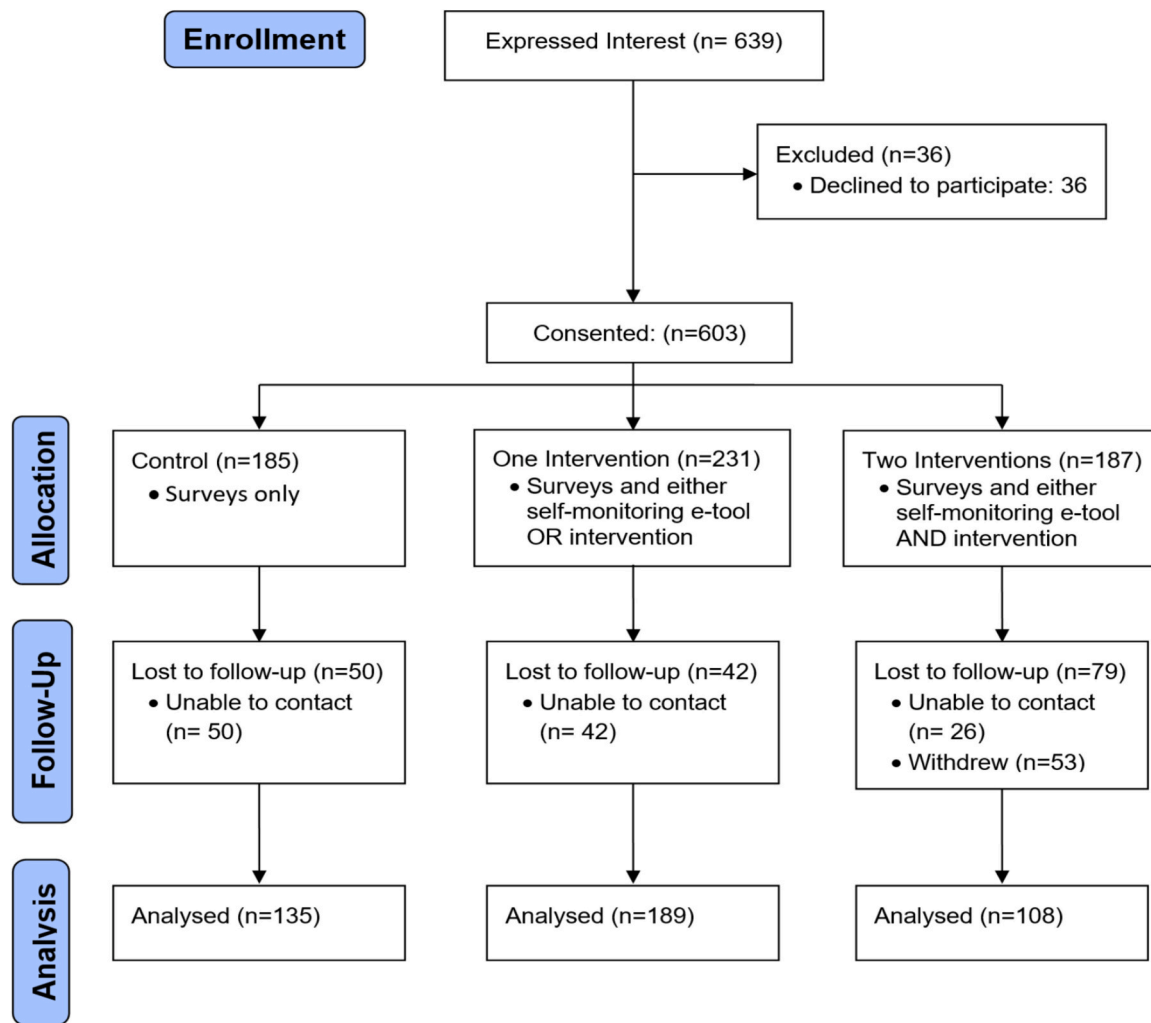 Enrollment
Expressed Interest (n= 639)
Excluded (n=36)
• Declined to participate: 36
Consented: (n=603)
Allocation
Control (n=185)
• Surveys only
One Intervention (n=231)
• Surveys and either
self-monitoring e-tool
OR intervention
Two Interventions (n=187)
• Surveys and either
self-monitoring e-tool
AND intervention
Follow-Up
Lost to follow-up (n=50)
• Unable to contact
(n= 50)
Lost to follow-up (n=42)
• Unable to contact
(n= 42)
Lost to follow-up (n=79)
• Unable to contact
(n= 26)
• Withdrew (n=53)
Analysis
Analysed (n=135)
Analysed (n=189)
Analysed (n=108)